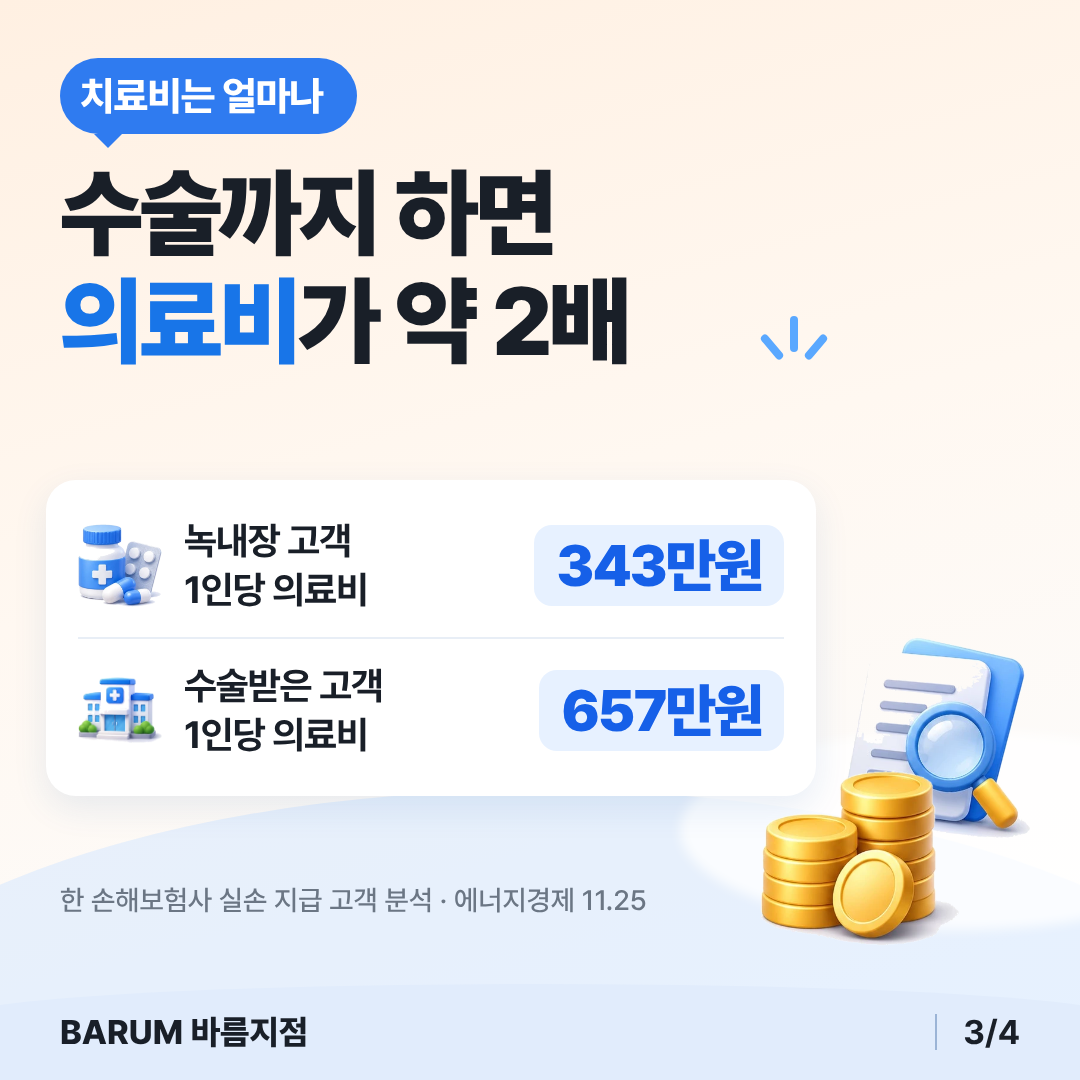 치료비는 얼마나
수술까지 하면
의료비가 약 2배
녹내장 고객
1인당 의료비
343만원
수술받은 고객
1인당 의료비
657만원
한 손해보험사 실손 지급 고객 분석 · 에너지경제 11.25
BARUM 바름지점
3/4